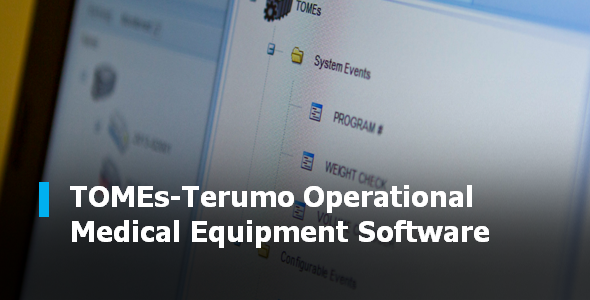 TOMEs
System Events
PROGRAM #
WEIGHT CHECK
TOMEs-Terumo Operational
Medical Equipment Software
Configurable Events